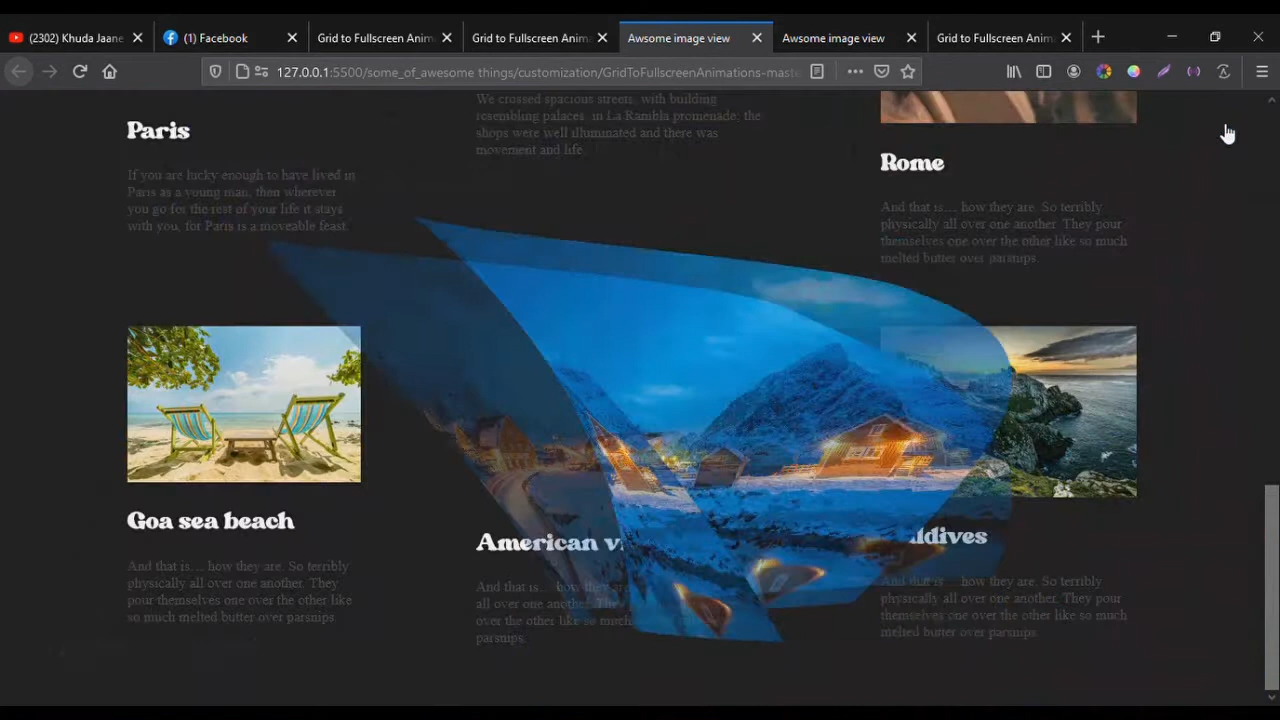 (2302) Khuda Jaane
(1) Facebook
Grid to Fullscreen Anim
Grid to Fullscreen Anima
Awsome image view
Awsome image view
Grid to Fullscreen Anim
127.0.0.1:5500/some_of_awesome things/customization/GridToFullscreenAnimations-maste
Paris
If you are lucky enough to have lived in
Paris as a young man, then wherever
you go for the rest of your life it stays
with you, for Paris is a moveable feast.
We crossed spacious streets, with building
resembling palaces, in La Rambla promenade; the
shops were well illuminated and there was
movement and life.
Rome
And that is ... how they are. So terribly
physically all over one another. They pour
themselves one over the other like so much
melted butter over parsnips.
Goa sea beach
And that is ... how they are. So terribly
physically all over one another. They
pour themselves one over the other like
so much melted butter over parsnips.
American v
And that is ... how they are
all over one another. They
over the other like so much
parsnips.
ldives
And that is ... how they are. So terribly
physically all over one another. They pour
themselves one over the other like so much
melted butter over parsnips.